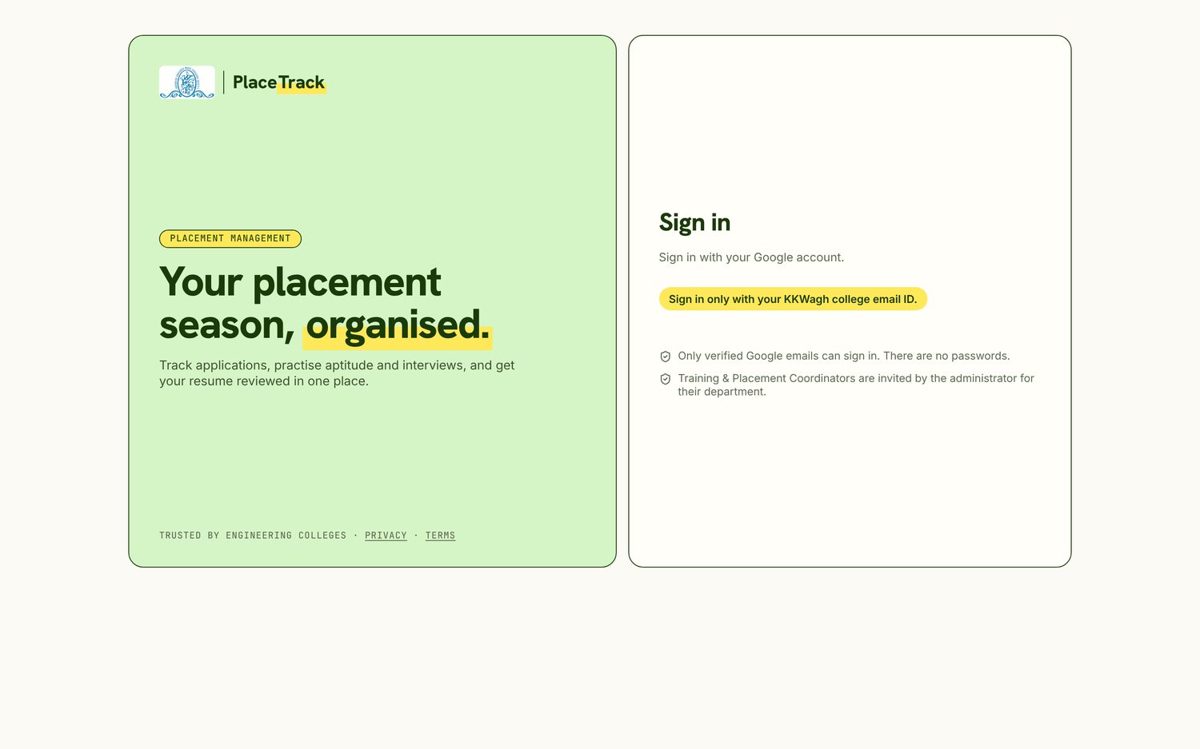 PlaceTrack
PLACEMENT MANAGEMENT
Your placement
season, organised.
Track applications, practise aptitude and interviews, and get
your resume reviewed in one place.
TRUSTED BY ENGINEERING COLLEGES · PRIVACY · TERMS
Sign in
Sign in with your Google account.
Sign in only with your KKWagh college email ID.
Only verified Google emails can sign in. There are no passwords.
Training & Placement Coordinators are invited by the administrator for
their department.